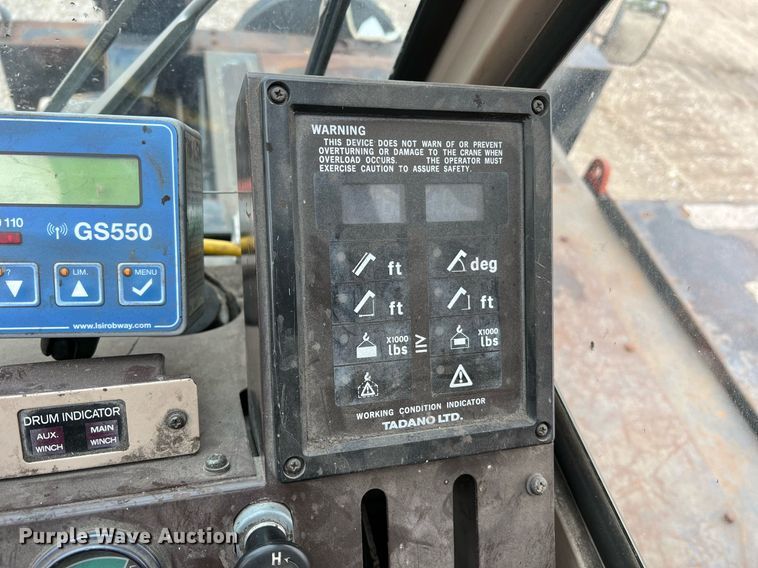 WARNING
THIS DEVICE DOES NOT WARN OF OR PREVENT
OVERTURNING OR DAMAGE TO THE CRANE WHEN
OVERLOAD OCCURS. THE OPERATOR MUST
EXERCISE CAUTION TO ASSURE SAFETY.
110
GS550
? LIM. MENU
www.lsirobway.com
ft deg
ft ft
X1000 lbs ≧ X1000 lbs
WORKING CONDITION INDICATOR
TADANO LTD.
DRUM INDICATOR
AUX. WINCH
MAIN WINCH
H
Purple Wave Auction